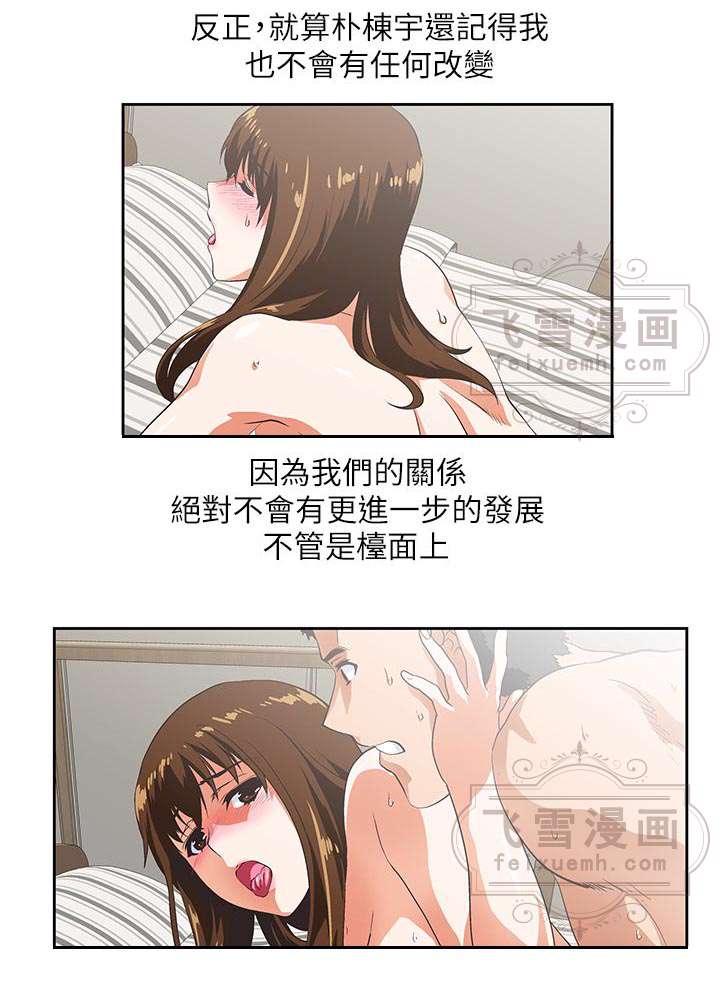 反正，就算朴棟宇還記得我
也不會有任何改變
飞雪漫画
feixuemh.com
因為我們的關係
絕對不會有更進一步的發展
不管是檯面上
飞雪漫画
feixuemh.com